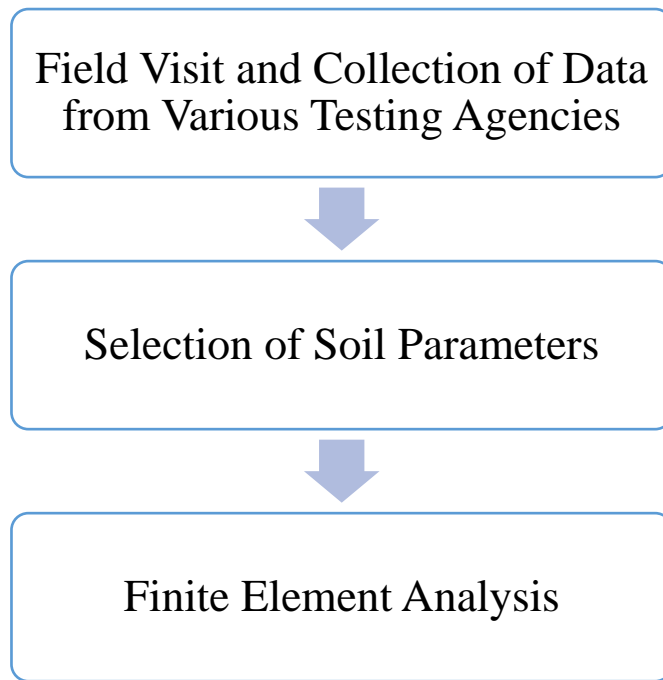 Field Visit and Collection of Data
from Various Testing Agencies
Selection of Soil Parameters
Finite Element Analysis